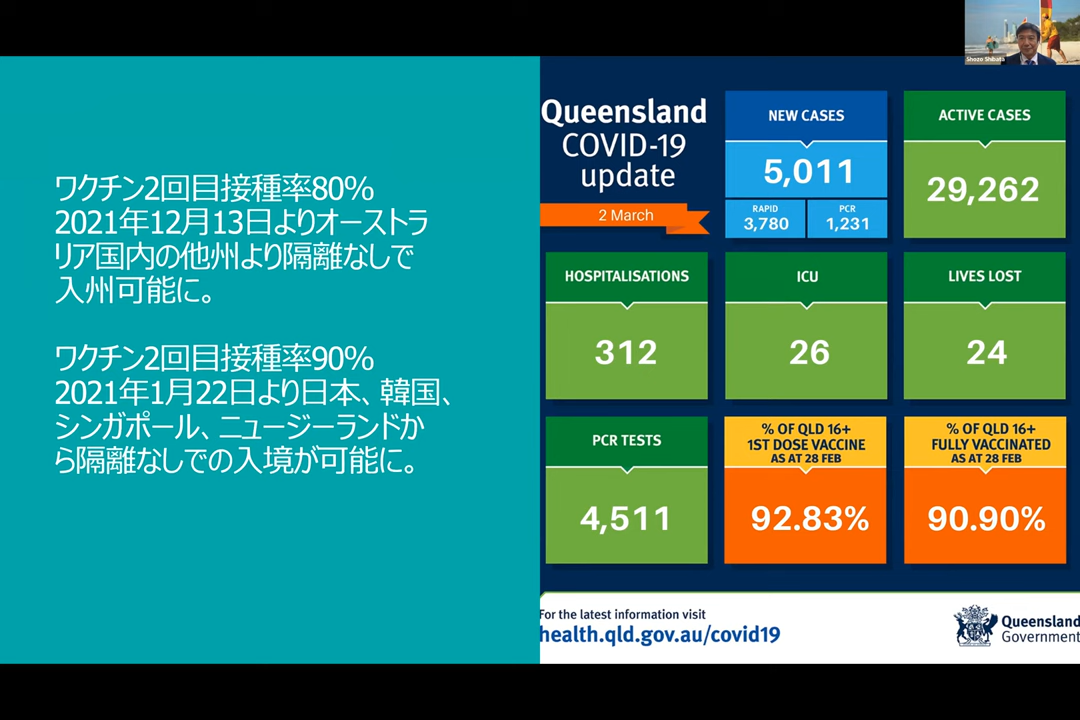 Shozo Shibata
ワクチン2回目接種率80%
2021年12月13日よりオーストラ
リア国内の他州より隔離なしで
入州可能に。
ワクチン2回目接種率90%
2021年1月22日より日本、韓国、
シンガポール、ニュージーランドか
ら隔離なしでの入境が可能に。
Queensland
COVID-19
update
2 March
NEW CASES
5,011
RAPID
3,780
PCR
1,231
ACTIVE CASES
29,262
HOSPITALISATIONS
312
ICU
26
LIVES LOST
24
PCR TESTS
4,511
% OF QLD 16+
1ST DOSE VACCINE
AS AT 28 FEB
92.83%
% OF QLD 16+
FULLY VACCINATED
AS AT 28 FEB
90.90%
For the latest information visit
health.qld.gov.au/covid19
Queensland
Government